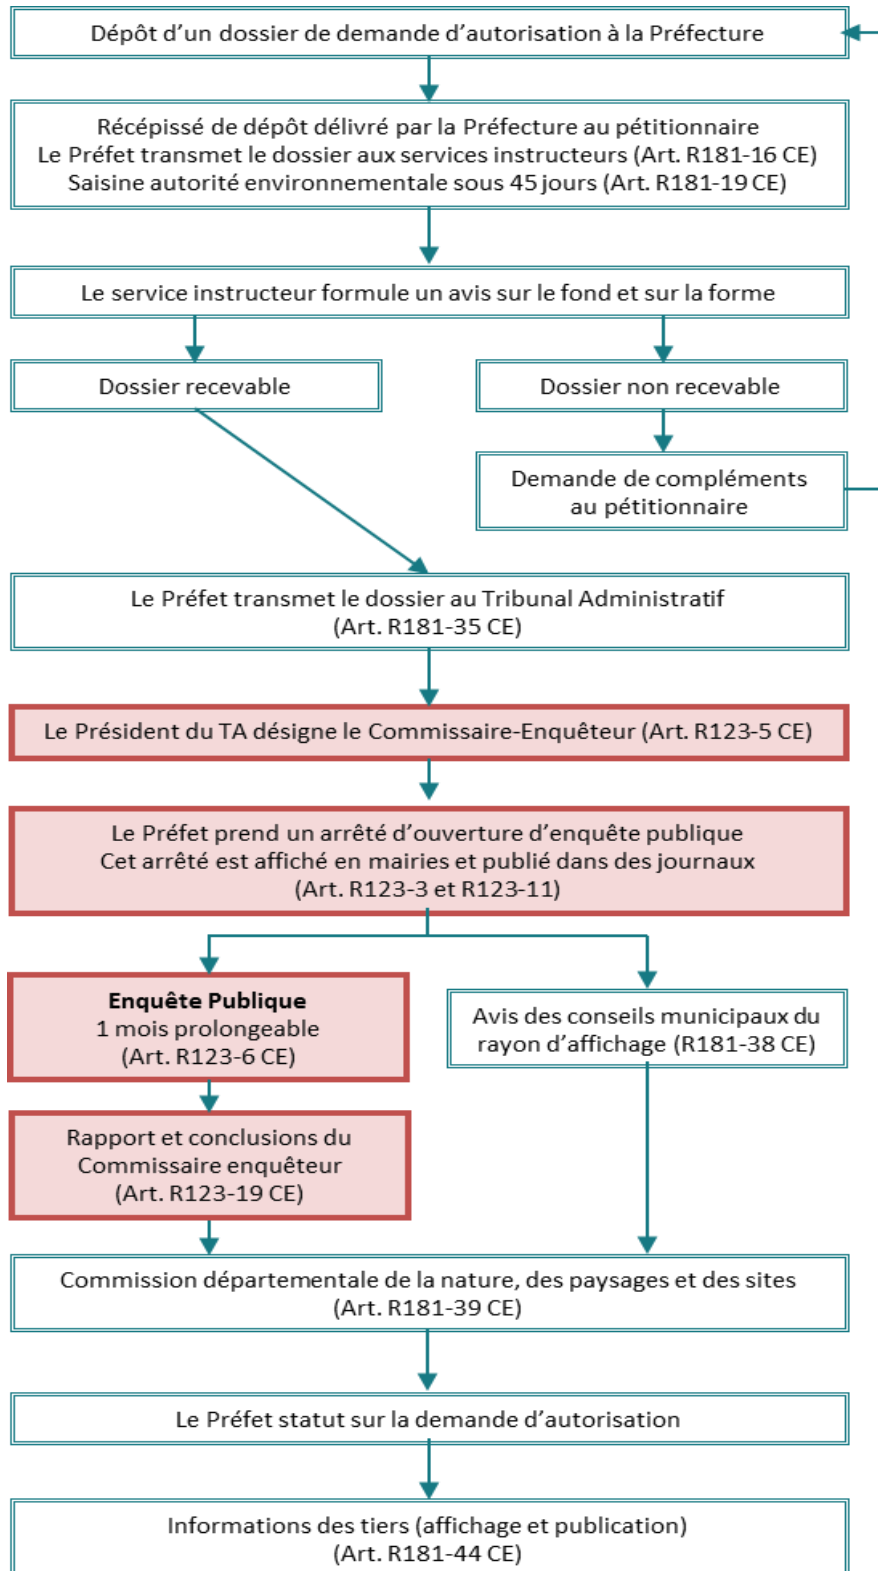 Dépôt d’un dossier de demande d’autorisation à la Préfecture
Récépissé de dépôt délivré par la Préfecture au pétitionnaire
Le Préfet transmet le dossier aux services instructeurs (Art. R181-16 CE)
Saisine autorité environnementale sous 45 jours (Art. R181-19 CE)
Le service instructeur formule un avis sur le fond et sur la forme
Dossier recevable
Dossier non recevable
Demande de compléments
au pétitionnaire
Le Préfet transmet le dossier au Tribunal Administratif
(Art. R181-35 CE)
Le Président du TA désigne le Commissaire-Enquêteur (Art. R123-5 CE)
Le Préfet prend un arrêté d’ouverture d’enquête publique
Cet arrêté est affiché en mairies et publié dans des journaux
(Art. R123-3 et R123-11)
Enquête Publique
1 mois prolongeable
(Art. R123-6 CE)
Avis des conseils municipaux du
rayon d’affichage (R181-38 CE)
Rapport et conclusions du
Commissaire enquêteur
(Art. R123-19 CE)
Commission départementale de la nature, des paysages et des sites
(Art. R181-39 CE)
Le Préfet statut sur la demande d’autorisation
Informations des tiers (affichage et publication)
(Art. R181-44 CE)